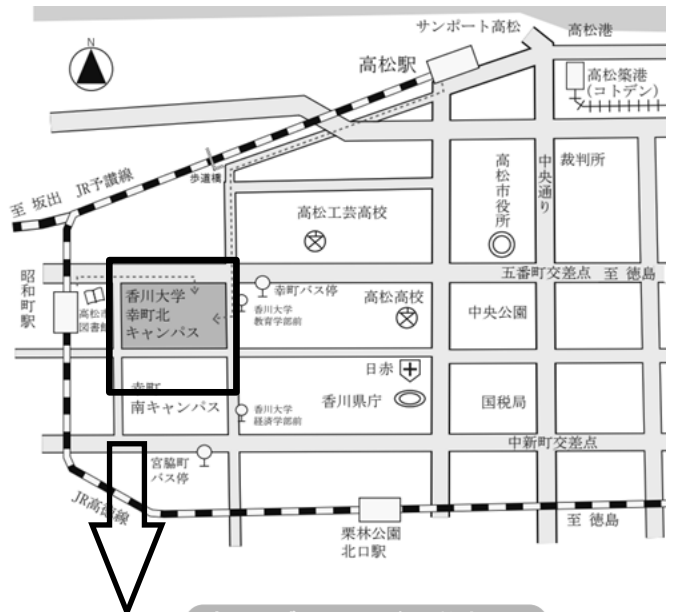 サンポート高松
高松港
N
高松駅
高松築港
(コトデン)
歩道橋
高松市役所
中央通り
裁判所
至 坂出 JR予讃線
高松工芸高校
五番町交差点 至 徳島
昭和町駅
幸町バス停
香川大学
幸町北
キャンパス
高松市
図書館
香川大学
教育学部前
高松高校
中央公園
日赤
幸町
南キャンパス
香川大学
経済学部前
香川県庁
国税局
中新町交差点
宮脇町
バス停
JR高徳線
栗林公園
北口駅
至 徳島